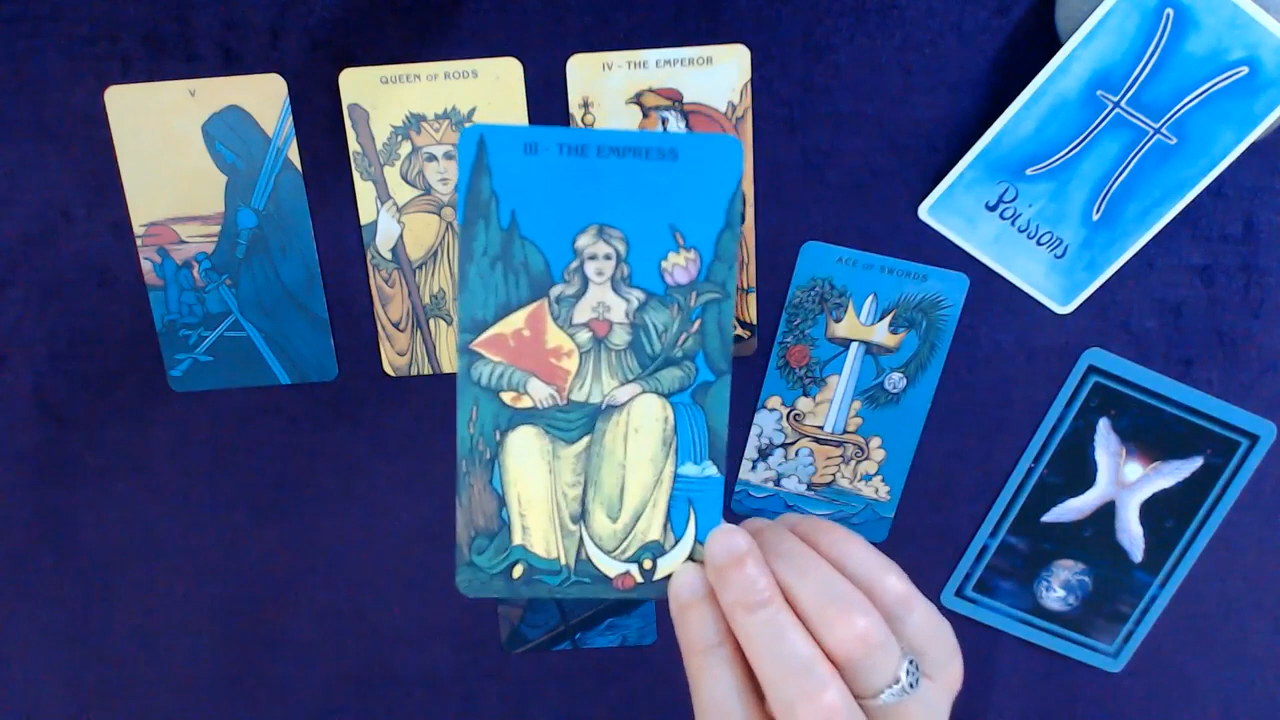 V
QUEEN OF RODS
IV - THE EMPEROR
III - THE EMPRESS
ACE OF SWORDS
Poissons